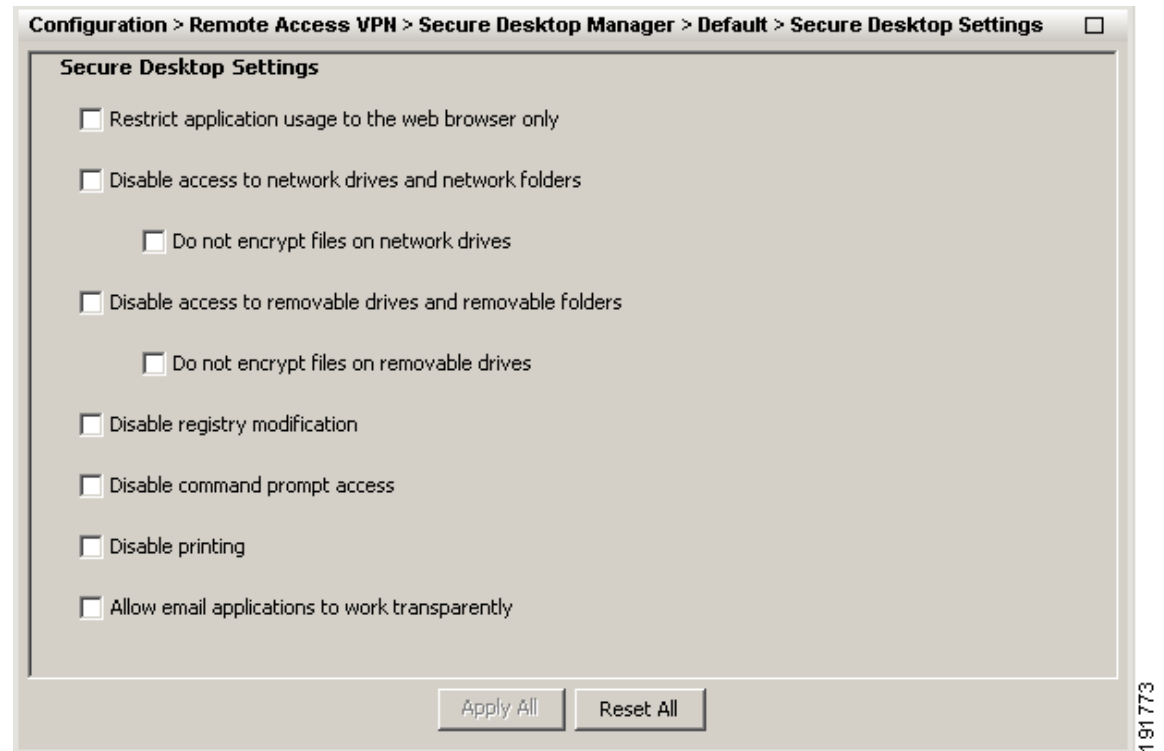 Configuration > Remote Access VPN > Secure Desktop Manager > Default > Secure Desktop Settings
Secure Desktop Settings
Restrict application usage to the web browser only
Disable access to network drives and network folders
Do not encrypt files on network drives
Disable access to removable drives and removable folders
Do not encrypt files on removable drives
Disable registry modification
Disable command prompt access
Disable printing
Allow email applications to work transparently
Apply All
Reset All
191773